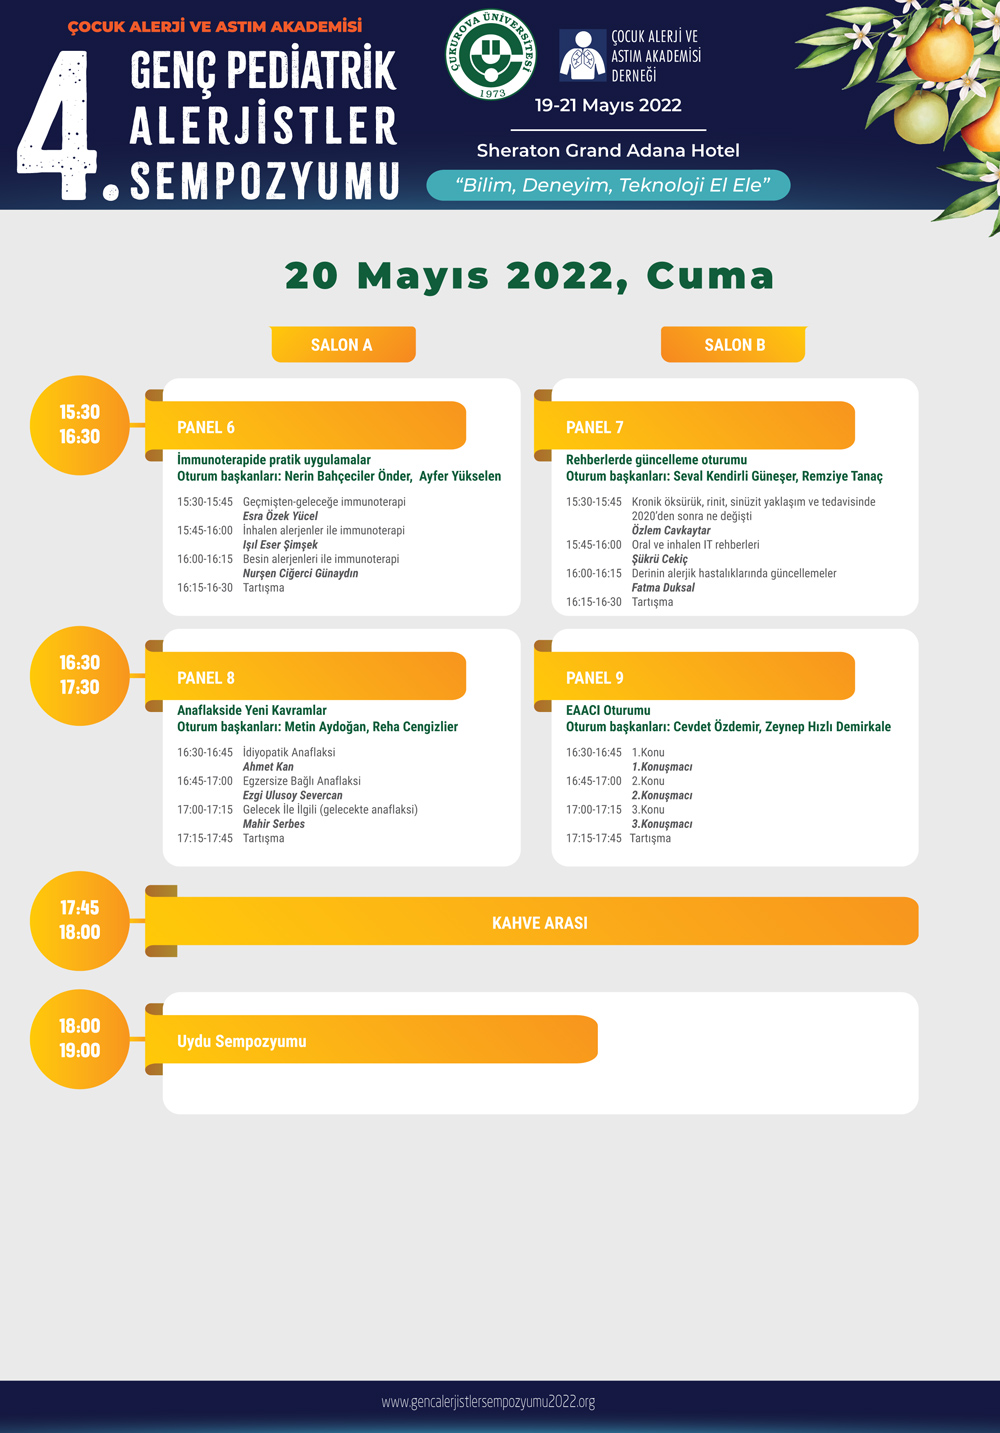 ÇOCUK ALERJİ VE ASTIM AKADEMİSİ
4. GENÇ PEDİATRİK
ALERJİSTLER
SEMPOZYUMU
ÇUKUROVA ÜNİVERSİTESİ
1973
ÇOCUK ALERJİ VE
ASTIM AKADEMİSİ
DERNEĞİ
19-21 Mayıs 2022
Sheraton Grand Adana Hotel
“Bilim, Deneyim, Teknoloji El Ele”
20 Mayıs 2022, Cuma
SALON A
SALON B
15:30
16:30
PANEL 6
İmmunoterapide pratik uygulamalar
Oturum başkanları: Nerin Bahçeciler Önder, Ayfer Yükselen
15:30-15:45 Geçmişten-geleceğe immunoterapi
Esra Özek Yücel
15:45-16:00 İnhalen alerjenler ile immunoterapi
Işıl Eser Şimşek
16:00-16:15 Besin alerjenleri ile immunoterapi
Nurşen Ciğerci Günaydın
16:15-16-30 Tartışma
PANEL 7
Rehberlerde güncelleme oturumu
Oturum başkanları: Seval Kendirli Güneşer, Remziye Tanaç
15:30-15:45 Kronik öksürük, rinit, sinüzit yaklaşım ve tedavisinde
2020’den sonra ne değişti
Özlem Cavkaytar
15:45-16:00 Oral ve inhalen IT rehberleri
Şükrü Cekiç
16:00-16:15 Derinin alerjik hastalıklarında güncellemeler
Fatma Duksal
16:15-16-30 Tartışma
16:30
17:30
PANEL 8
Anaflakside Yeni Kavramlar
Oturum başkanları: Metin Aydoğan, Reha Cengizlier
16:30-16:45 İdiyopatik Anaflaksi
Ahmet Kan
16:45-17:00 Egzersize Bağlı Anaflaksi
Ezgi Ulusoy Severcan
17:00-17:15 Gelecek İle İlgili (gelecekte anaflaksi)
Mahir Serbes
17:15-17:45 Tartışma
PANEL 9
EAACI Oturumu
Oturum başkanları: Cevdet Özdemir, Zeynep Hızlı Demirkale
16:30-16:45 1.Konu
1.Konuşmacı
16:45-17:00 2.Konu
2.Konuşmacı
17:00-17:15 3.Konu
3.Konuşmacı
17:15-17:45 Tartışma
17:45
18:00
KAHVE ARASI
18:00
19:00
Uydu Sempozyumu
www.gencalerjistlersempozyumu2022.org